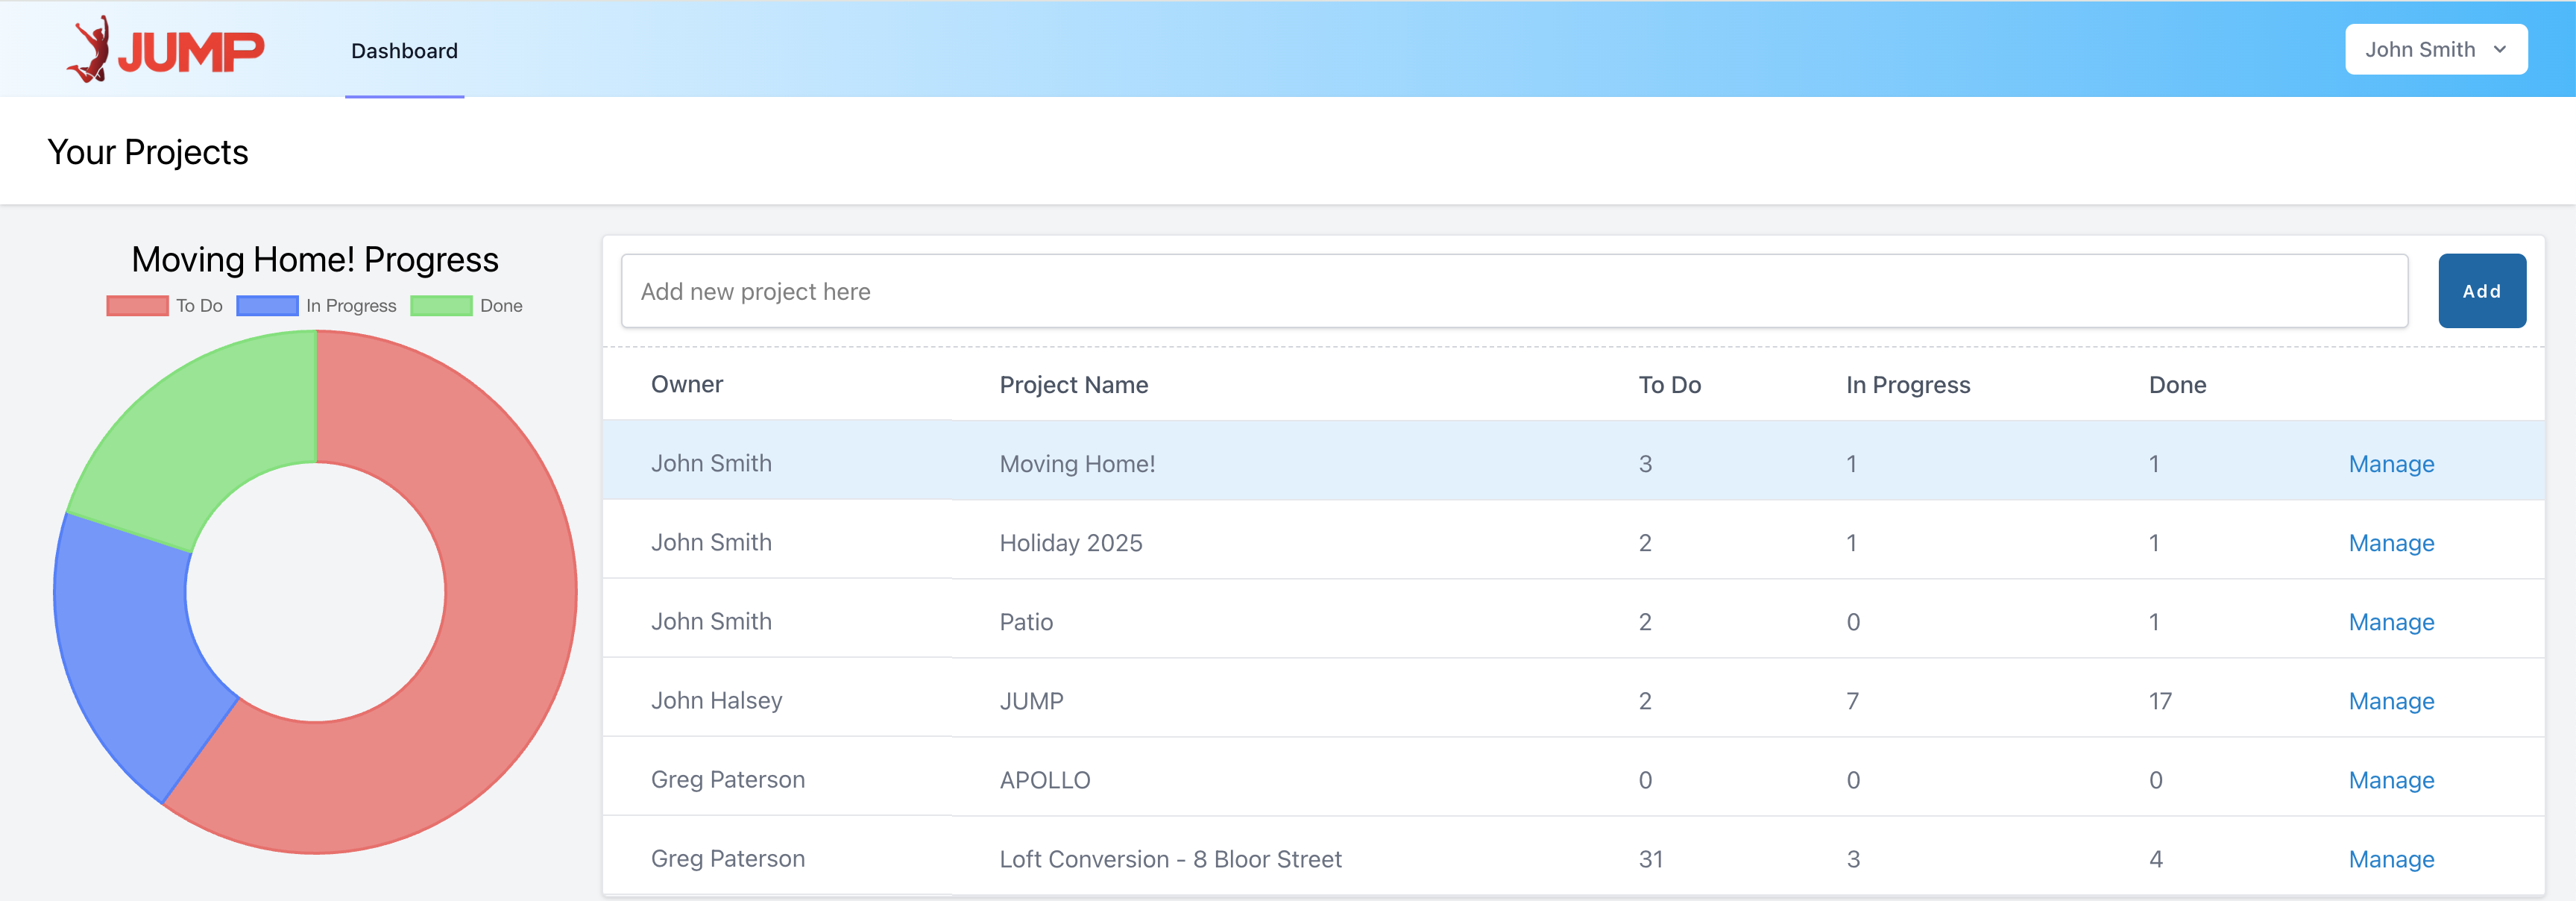 JUMP
Dashboard
John Smith
Your Projects
Moving Home! Progress
To Do In Progress Done
Add new project here
Add
Owner Project Name To Do In Progress Done
John Smith Moving Home! 3 1 1 Manage
John Smith Holiday 2025 2 1 1 Manage
John Smith Patio 2 0 1 Manage
John Halsey JUMP 2 7 17 Manage
Greg Paterson APOLLO 0 0 0 Manage
Greg Paterson Loft Conversion - 8 Bloor Street 31 3 4 Manage